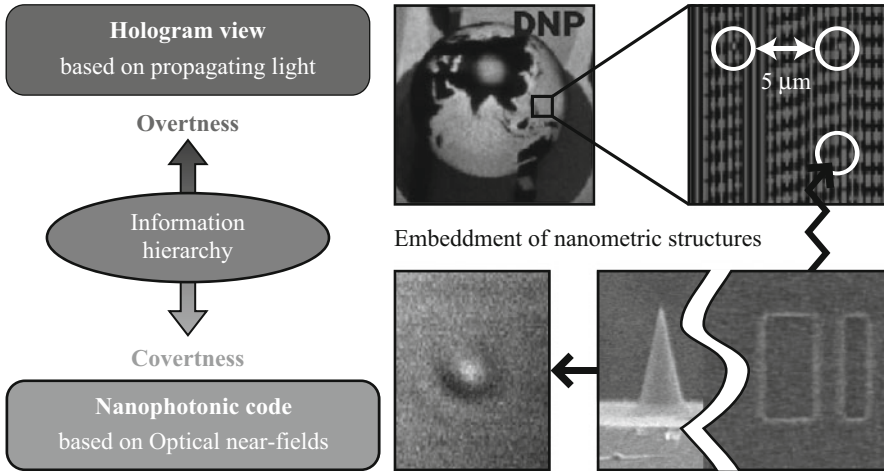 Hologram view
based on propagating light
Overtness
Information
hierarchy
Covertness
Nanophotonic code
based on Optical near-fields
DNP
5 μm
Embeddment of nanometric structures